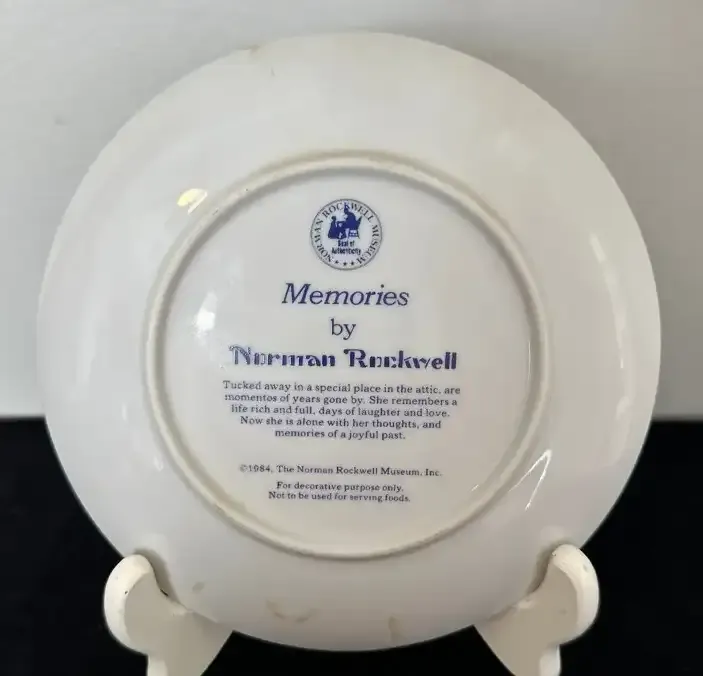 NORMAN ROCKWELL MUSEUM
Seal of
Authenticity
Memories
by
Norman Rockwell
Tucked away in a special place in the attic, are
momentos of years gone by. She remembers a
life rich and full, days of laughter and love.
Now she is alone with her thoughts, and
memories of a joyful past.
©1984, The Norman Rockwell Museum, Inc.
For decorative purpose only.
Not to be used for serving foods.